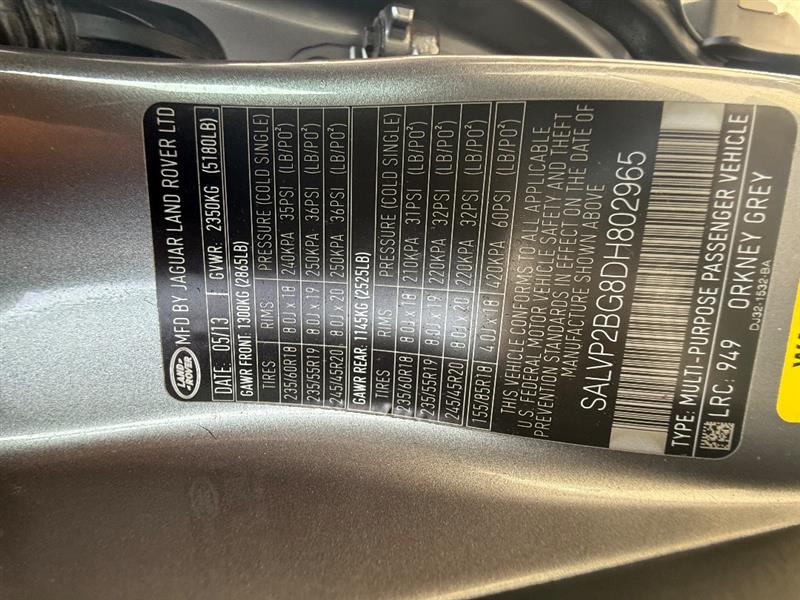 LAND-ROVER
MFD BY JAGUAR LAND ROVER LTD
DATE: 05/13 GVWR: 2350KG (5180LB)
GAWR FRONT: 1300KG (2865LB)
TIRES RIMS PRESSURE (COLD SINGLE)
235/60R18 8.0J x 18 240KPA 35PSI (LB/PO²)
235/55R19 8.0J x 19 250KPA 36PSI (LB/PO²)
245/45R20 8.0J x 20 250KPA 36PSI (LB/PO²)
GAWR REAR: 1145KG (2525LB)
TIRES RIMS PRESSURE (COLD SINGLE)
235/60R18 8.0J x 18 210KPA 31PSI (LB/PO²)
235/55R19 8.0J x 19 220KPA 32PSI (LB/PO²)
245/45R20 8.0J x 20 220KPA 32PSI (LB/PO²)
155/85R18 4.0J x 18 420KPA 60PSI (LB/PO²)
THIS VEHICLE CONFORMS TO ALL APPLICABLE
U.S. FEDERAL MOTOR VEHICLE SAFETY AND THEFT
PREVENTION STANDARDS IN EFFECT ON THE DATE OF
MANUFACTURE SHOWN ABOVE
SALVP2BG8DH802965
TYPE: MULTI-PURPOSE PASSENGER VEHICLE
LRC: 949 ORKNEY GREY
DJ32-1532-BA